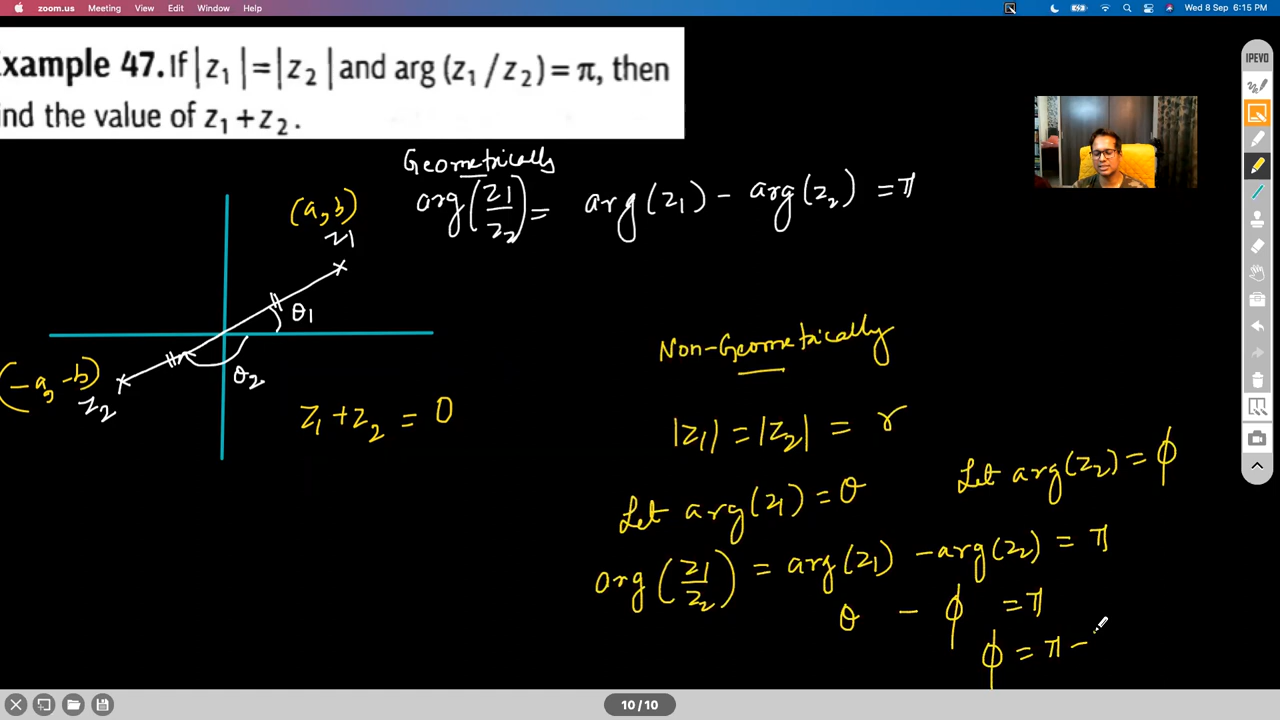 zoom.us Meeting View Edit Window Help Wed 8 Sep 6:15 PM
IPEVO
xample 47. If |z₁| = |z₂| and arg (z₁/z₂) = π, then
ind the value of z₁ + z₂.
Geometrically
arg(z1/z2) = arg(z1) - arg(z2) = π
(a, b)
z1
θ1
θ2
(-a, -b)
z2
z1 + z2 = 0
Non-Geometrically
|z1| = |z2| = r
Let arg(z1) = θ Let arg(z2) = ϕ
arg(z1/z2) = arg(z1) - arg(z2) = π
θ - ϕ = π
ϕ = π -
10 / 10